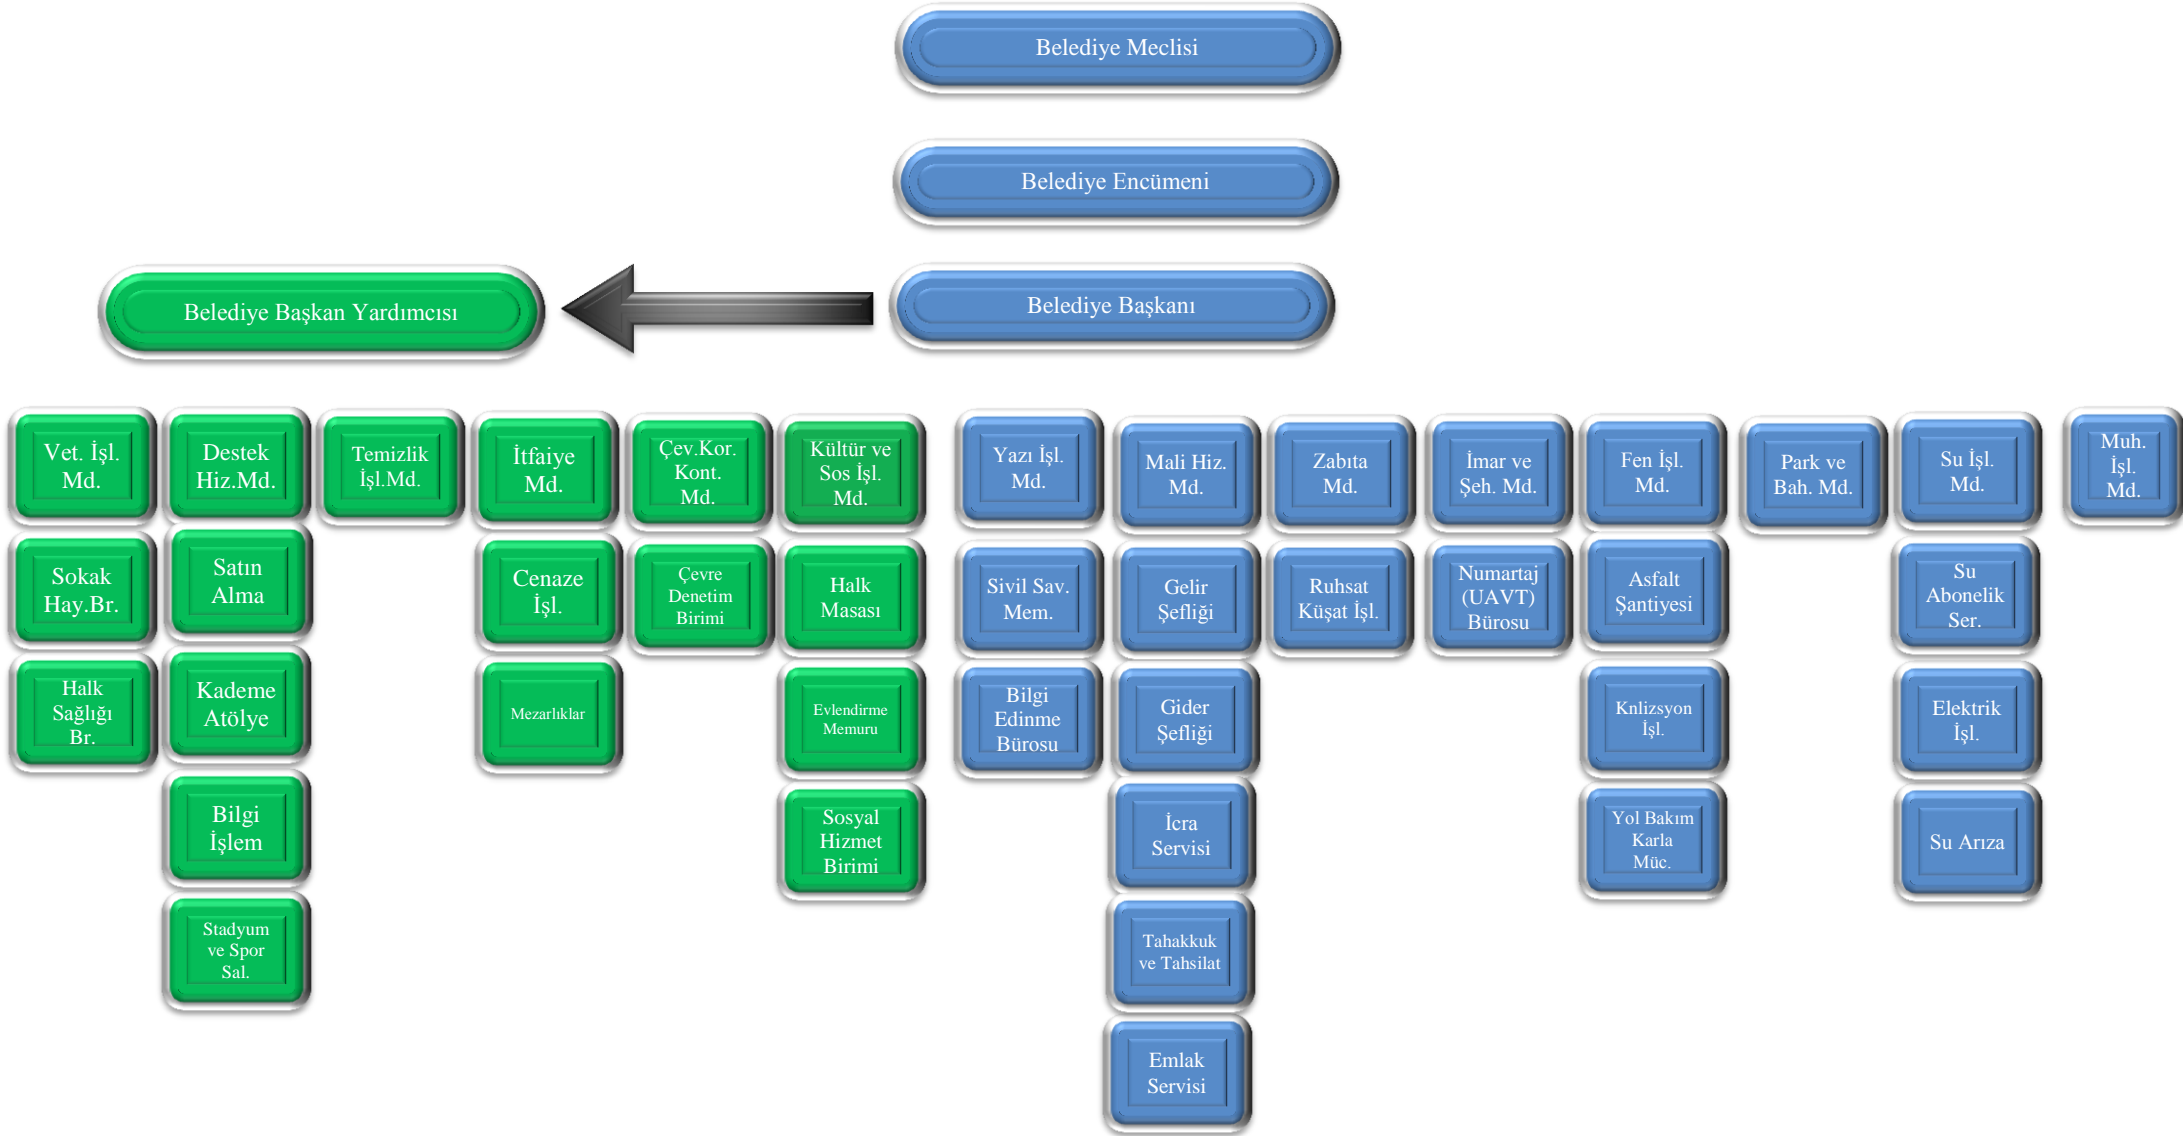 Belediye Meclisi
Belediye Encümeni
Belediye Başkanı
Belediye Başkan Yardımcısı
Vet. İşl.
Md.
Sokak
Hay.Br.
Halk
Sağlığı
Br.
Destek
Hiz.Md.
Satın
Alma
Kademe
Atölye
Bilgi
İşlem
Stadyum
ve Spor
Sal.
Temizlik
İşl.Md.
İtfaiye
Md.
Cenaze
İşl.
Mezarlıklar
Çev.Kor.
Kont.
Md.
Çevre
Denetim
Birimi
Kültür ve
Sos İşl.
Md.
Halk
Masası
Evlendirme
Memuru
Sosyal
Hizmet
Birimi
Yazı İşl.
Md.
Sivil Sav.
Mem.
Bilgi
Edinme
Bürosu
Mali Hiz.
Md.
Gelir
Şefliği
Gider
Şefliği
İcra
Servisi
Tahakkuk
ve Tahsilat
Emlak
Servisi
Zabıta
Md.
Ruhsat
Küşat İşl.
İmar ve
Şeh. Md.
Numartaj
(UAVT)
Bürosu
Fen İşl.
Md.
Asfalt
Şantiyesi
Knlizsyon
İşl.
Yol Bakım
Karla
Müc.
Park ve
Bah. Md.
Su İşl.
Md.
Su
Abonelik
Ser.
Elektrik
İşl.
Su Arıza
Muh.
İşl.
Md.